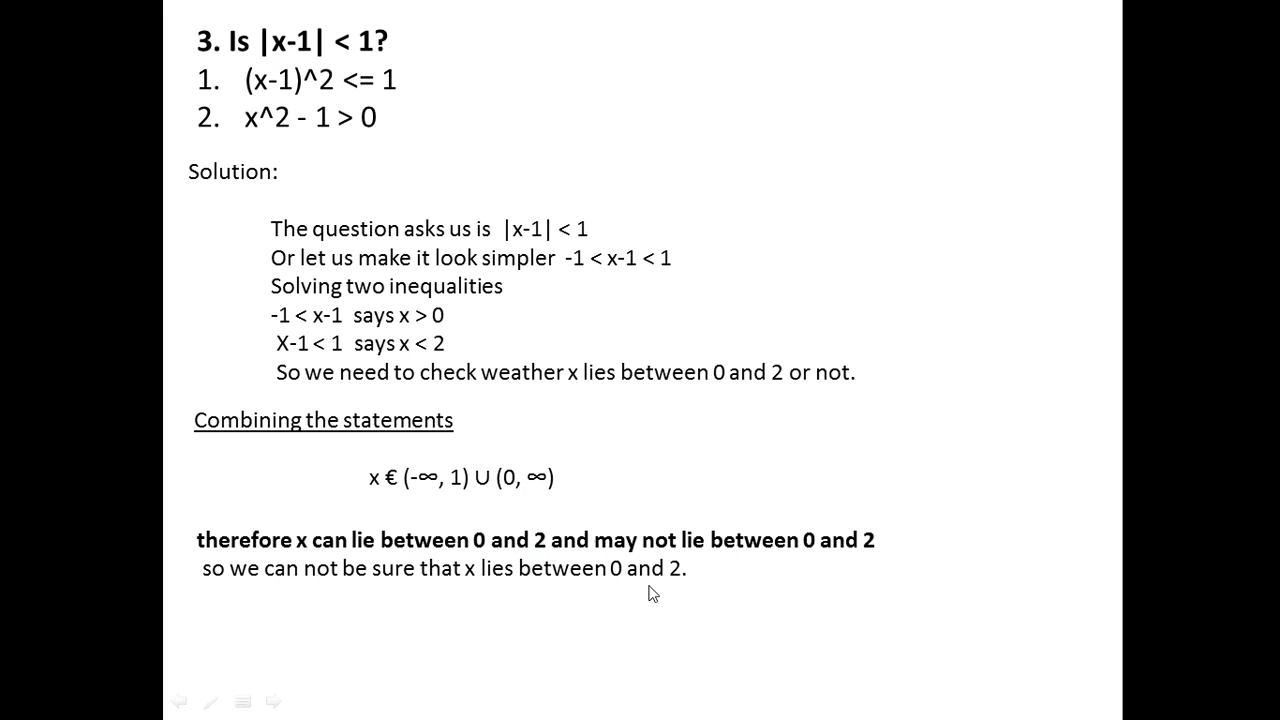 3. Is |x-1| < 1?
1. (x-1)^2 <= 1
2. x^2 - 1 > 0
Solution:
The question asks us is |x-1| < 1
Or let us make it look simpler -1 < x-1 < 1
Solving two inequalities
-1 < x-1 says x > 0
X-1 < 1 says x < 2
So we need to check weather x lies between 0 and 2 or not.
Combining the statements
x € (-∞, 1) ∪ (0, ∞)
therefore x can lie between 0 and 2 and may not lie between 0 and 2
so we can not be sure that x lies between 0 and 2.